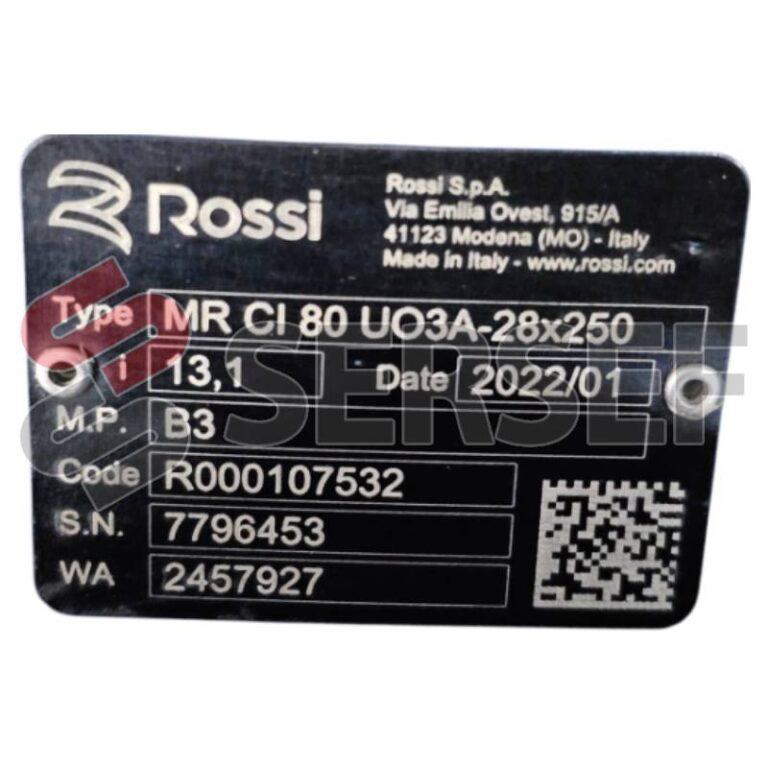 Rossi
Rossi S.p.A.
Via Emilia Ovest, 915/A
41123 Modena (MO) - Italy
Made in Italy - www.rossi.com
Type MR CI 80 UO3A-28x250
i 13,1 Date 2022/01
M.P. B3
Code R000107532
S.N. 7796453
WA 2457927
SERSEF